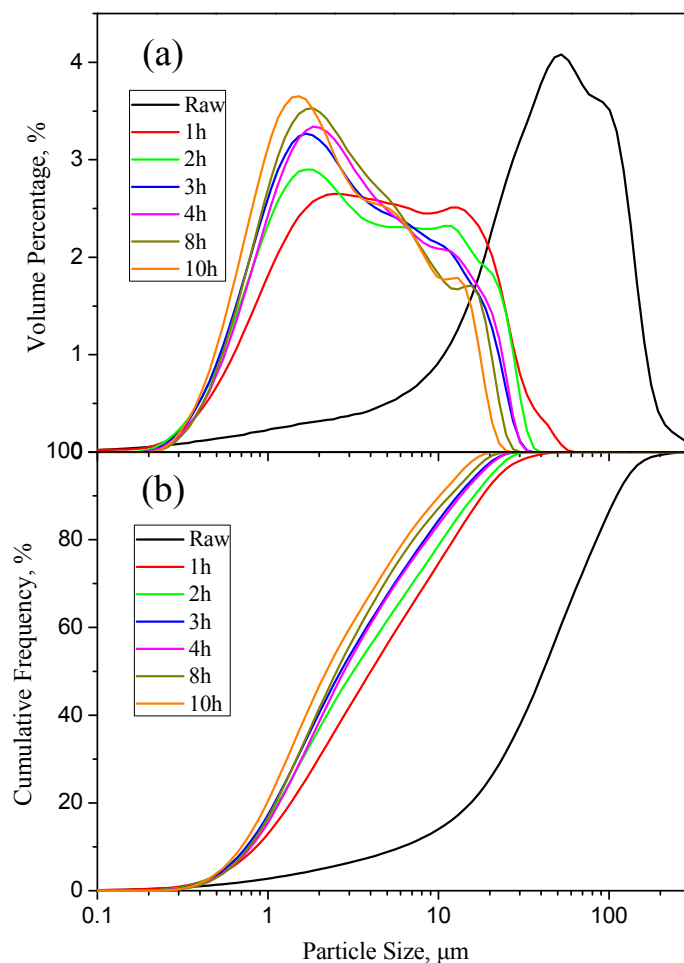 (a)
Raw
1h
2h
3h
4h
8h
10h
Volume Percentage, %
4
3
2
1
0
(b)
Raw
1h
2h
3h
4h
8h
10h
Cumulative Frequency, %
100
80
60
40
20
0
0.1 1 10 100
Particle Size, μm